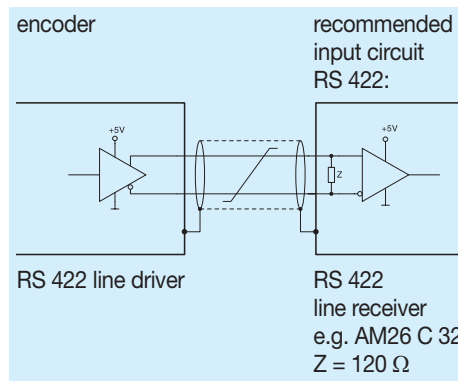 encoder
recommended
input circuit
RS 422:
+5V
+5V
Z
RS 422 line driver
RS 422
line receiver
e.g. AM26 C 32
Z = 120 Ω